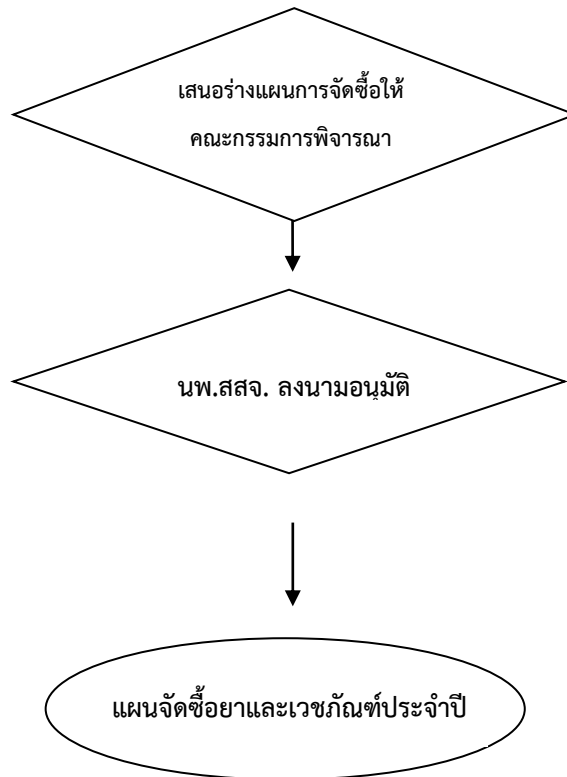 เสนอร่างแผนการจัดซื้อให้
คณะกรรมการพิจารณา
นพ.สสจ. ลงนามอนุมัติ
แผนจัดซื้อยาและเวชภัณฑ์ประจำปี